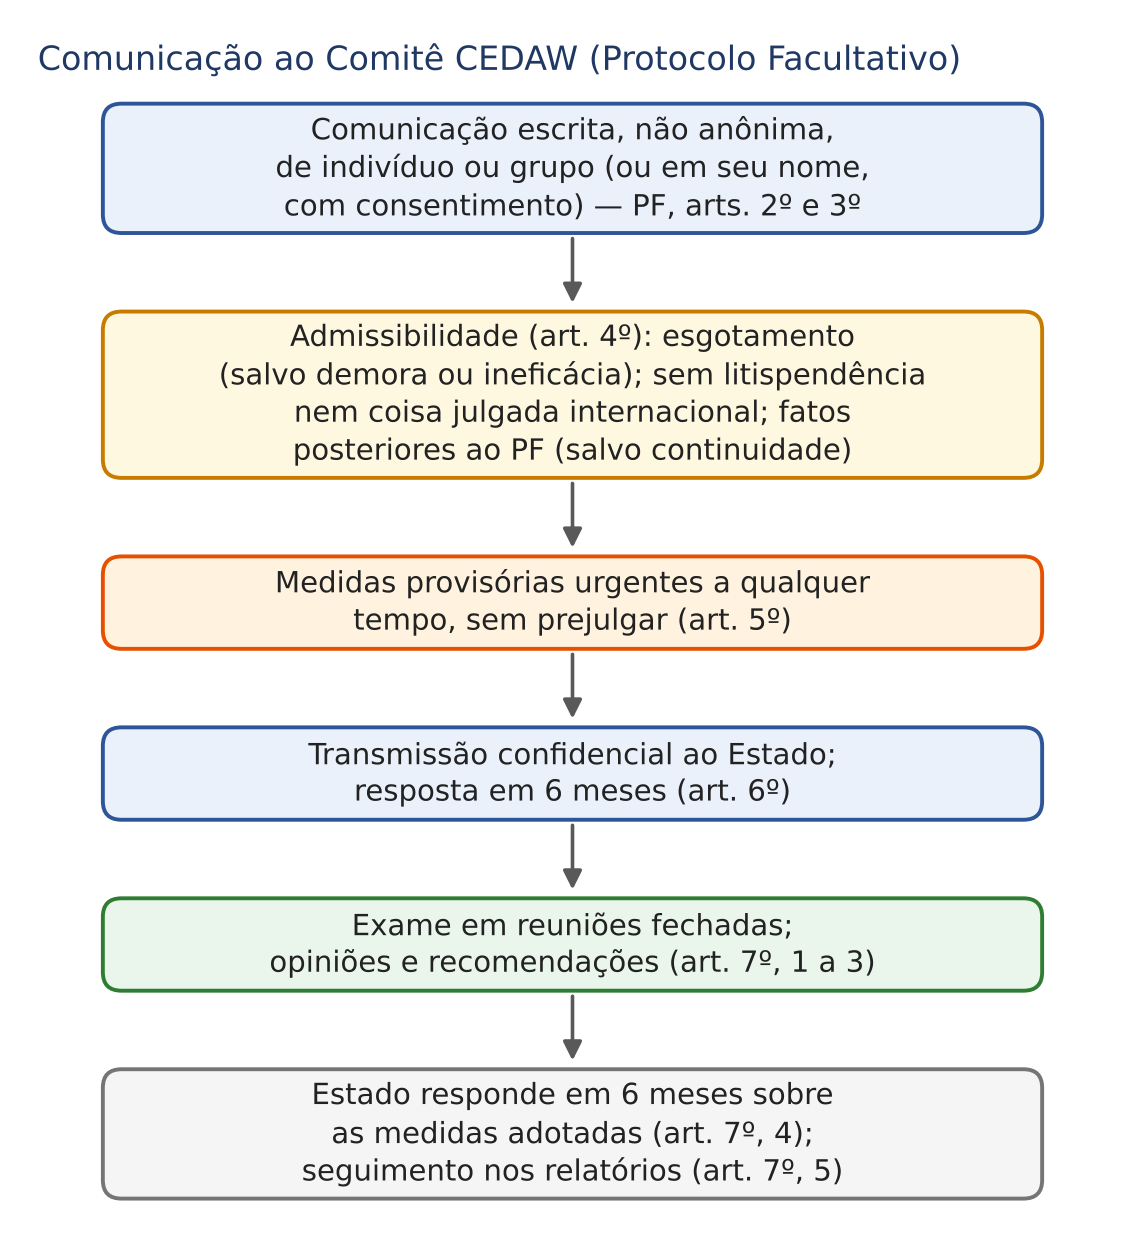 Comunicação ao Comitê CEDAW (Protocolo Facultativo)
Comunicação escrita, não anônima,
de indivíduo ou grupo (ou em seu nome,
com consentimento) — PF, arts. 2º e 3º
Admissibilidade (art. 4º): esgotamento
(salvo demora ou ineficácia); sem litispendência
nem coisa julgada internacional; fatos
posteriores ao PF (salvo continuidade)
Medidas provisórias urgentes a qualquer
tempo, sem prejulgar (art. 5º)
Transmissão confidencial ao Estado;
resposta em 6 meses (art. 6º)
Exame em reuniões fechadas;
opiniões e recomendações (art. 7º, 1 a 3)
Estado responde em 6 meses sobre
as medidas adotadas (art. 7º, 4);
seguimento nos relatórios (art. 7º, 5)